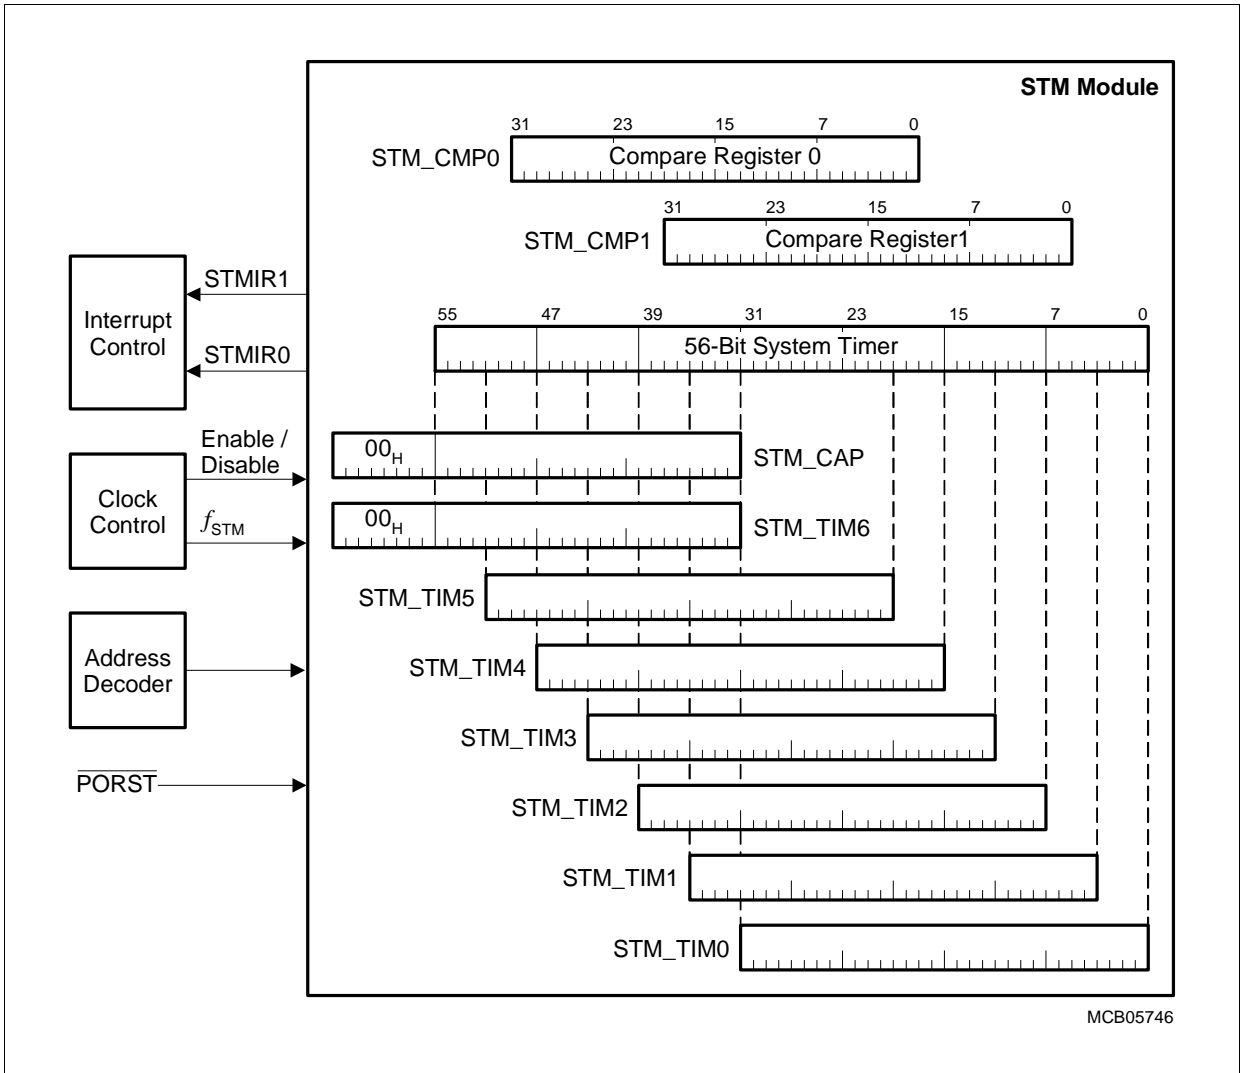 STM Module
31 23 15 7 0
STM_CMP0 Compare Register 0
31 23 15 7 0
STM_CMP1 Compare Register1
STMIR1
Interrupt
Control
STMIR0
55 47 39 31 23 15 7 0
56-Bit System Timer
Enable /
Disable
Clock
Control
fSTM
00H STM_CAP
00H STM_TIM6
STM_TIM5
Address
Decoder
STM_TIM4
STM_TIM3
PORST
STM_TIM2
STM_TIM1
STM_TIM0
MCB05746